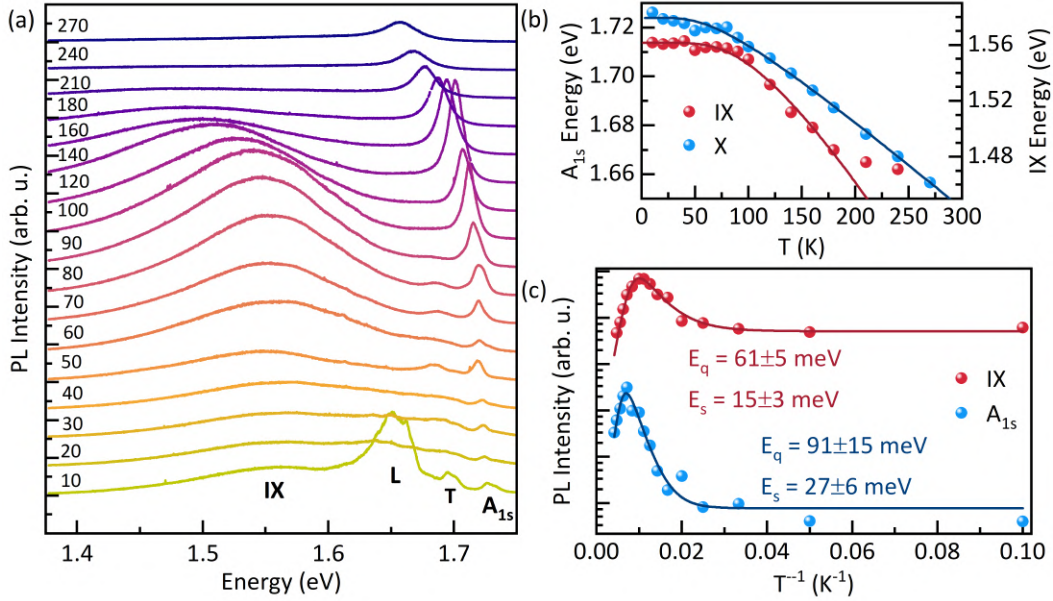 (a)
270
240
210
180
160
140
120
100
90
80
70
60
50
40
30
20
10
IX
L
T
A1s
1.4
1.5
1.6
1.7
Energy (eV)
PL Intensity (arb. u.)
(b)
1.72
1.70
1.68
1.66
A1s Energy (eV)
1.56
1.52
1.48
IX Energy (eV)
IX
X
0
50
100
150
200
250
300
T (K)
(c)
PL Intensity (arb. u.)
Eq = 61±5 meV
Es = 15±3 meV
IX
A1s
Eq = 91±15 meV
Es = 27±6 meV
0.00
0.02
0.04
0.06
0.08
0.10
T⁻⁻¹ (K⁻¹)